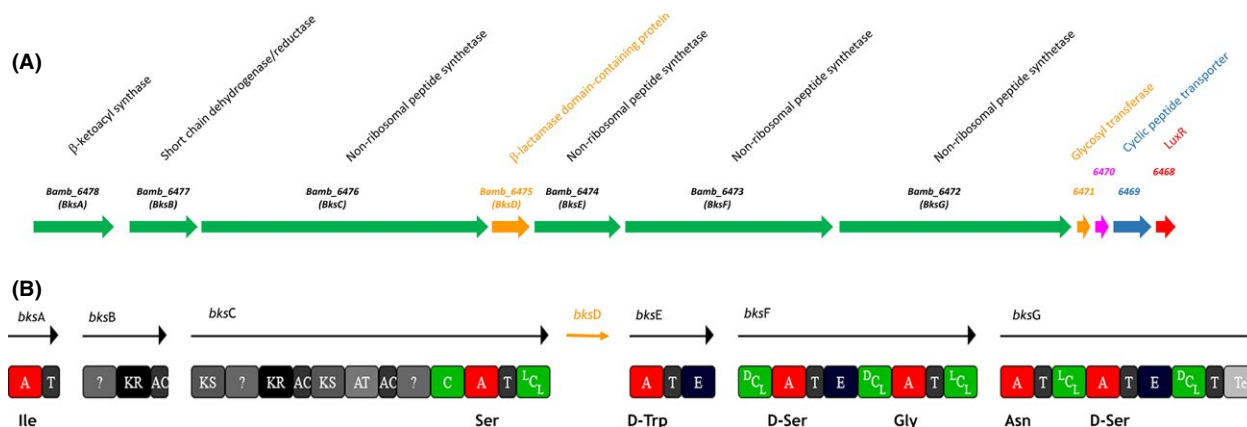 (A)
β-ketoacyl synthase
Short chain dehydrogenase/reductase
Non-ribosomal peptide synthetase
β-lactamase domain-containing protein
Non-ribosomal peptide synthetase
Non-ribosomal peptide synthetase
Non-ribosomal peptide synthetase
Glycosyl transferase
Cyclic peptide transporter
LuxR
Bamb_6478
(BksA)
Bamb_6477
(BksB)
Bamb_6476
(BksC)
Bamb_6475
(BksD)
Bamb_6474
(BksE)
Bamb_6473
(BksF)
Bamb_6472
(BksG)
6471
6470
6469
6468
(B)
bksA
bksB
bksC
bksD
bksE
bksF
bksG
A T
? KR AC
KS ? KR AC KS AT AC ? C A T LCL
A T E
DCL A T E DCL A T LCL
A T LCL A T E DCL T Te
Ile
Ser
D-Trp
D-Ser
Gly
Asn
D-Ser